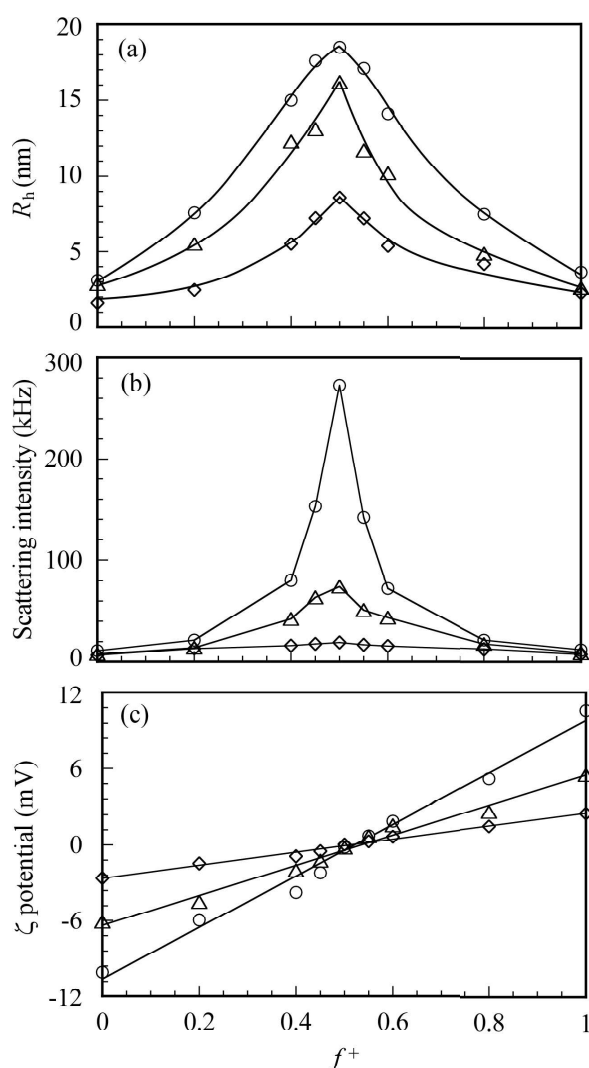 20
(a)
15
10
5
0
R_h (nm)
300
(b)
200
100
0
Scattering intensity (kHz)
12
(c)
6
0
-6
-12
ζ potential (mV)
0 0.2 0.4 0.6 0.8 1
f⁺